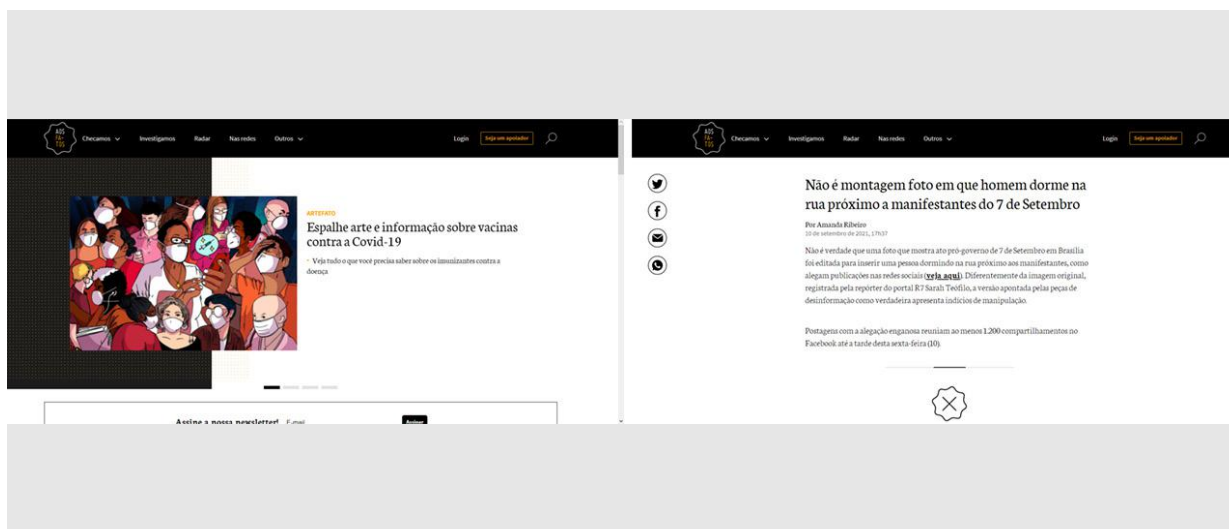 AOS
FA-
TOS
Checamos
Investigamos
Radar
Nas redes
Outros
Login
Seja um apoiador
ARTEFATO
Espalhe arte e informação sobre vacinas
contra a Covid-19
Veja tudo o que você precisa saber sobre os imunizantes contra a
doença
Assine a nossa newsletter!
E-mail
Assinar
AOS
FA-
TOS
Checamos
Investigamos
Radar
Nas redes
Outros
Login
Seja um apoiador
Não é montagem foto em que homem dorme na
rua próximo a manifestantes do 7 de Setembro
Por Amanda Ribeiro
10 de setembro de 2021, 17h37
Não é verdade que uma foto que mostra ato pró-governo de 7 de Setembro em Brasília
foi editada para inserir uma pessoa dormindo na rua próximo aos manifestantes, como
alegam publicações nas redes sociais (veja aqui). Diferentemente da imagem original,
registrada pela repórter do portal R7 Sarah Teófilo, a versão apontada pelas peças de
desinformação como verdadeira apresenta indícios de manipulação.
Postagens com a alegação enganosa reuniam ao menos 1.200 compartilhamentos no
Facebook até a tarde desta sexta-feira (10).